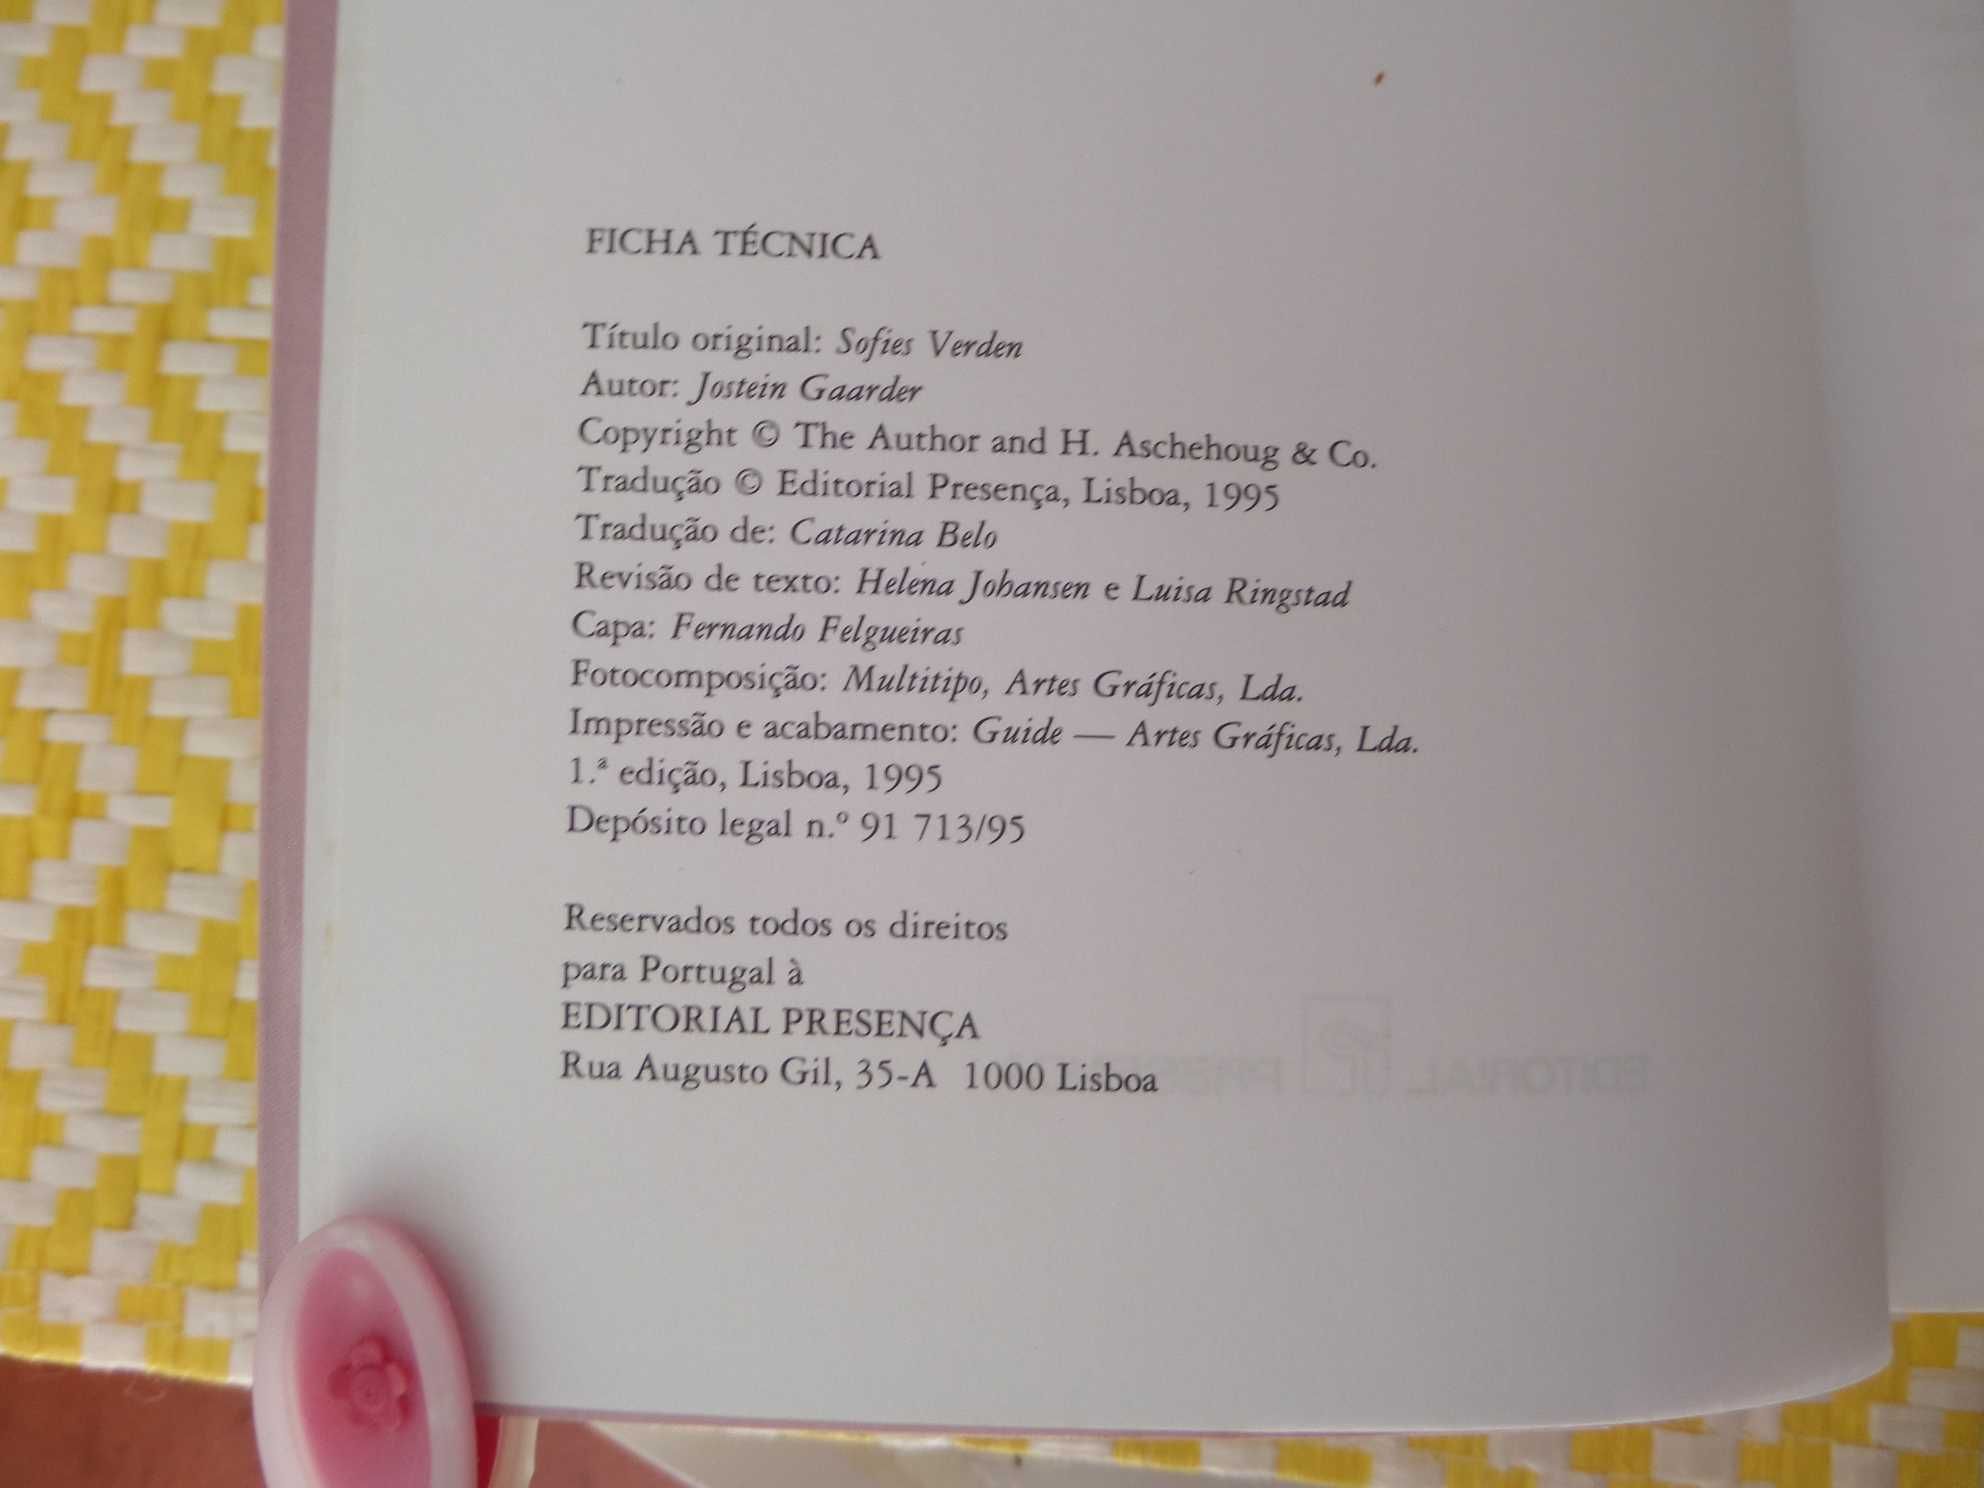 FICHA TÉCNICA
Título original: Sofies Verden
Autor: Jostein Gaarder
Copyright © The Author and H. Aschehoug & Co.
Tradução © Editorial Presença, Lisboa, 1995
Tradução de: Catarina Belo
Revisão de texto: Helena Johansen e Luisa Ringstad
Capa: Fernando Felgueiras
Fotocomposição: Multitipo, Artes Gráficas, Lda.
Impressão e acabamento: Guide — Artes Gráficas, Lda.
1.ª edição, Lisboa, 1995
Depósito legal n.º 91 713/95
Reservados todos os direitos
para Portugal à
EDITORIAL PRESENÇA
Rua Augusto Gil, 35-A 1000 Lisboa